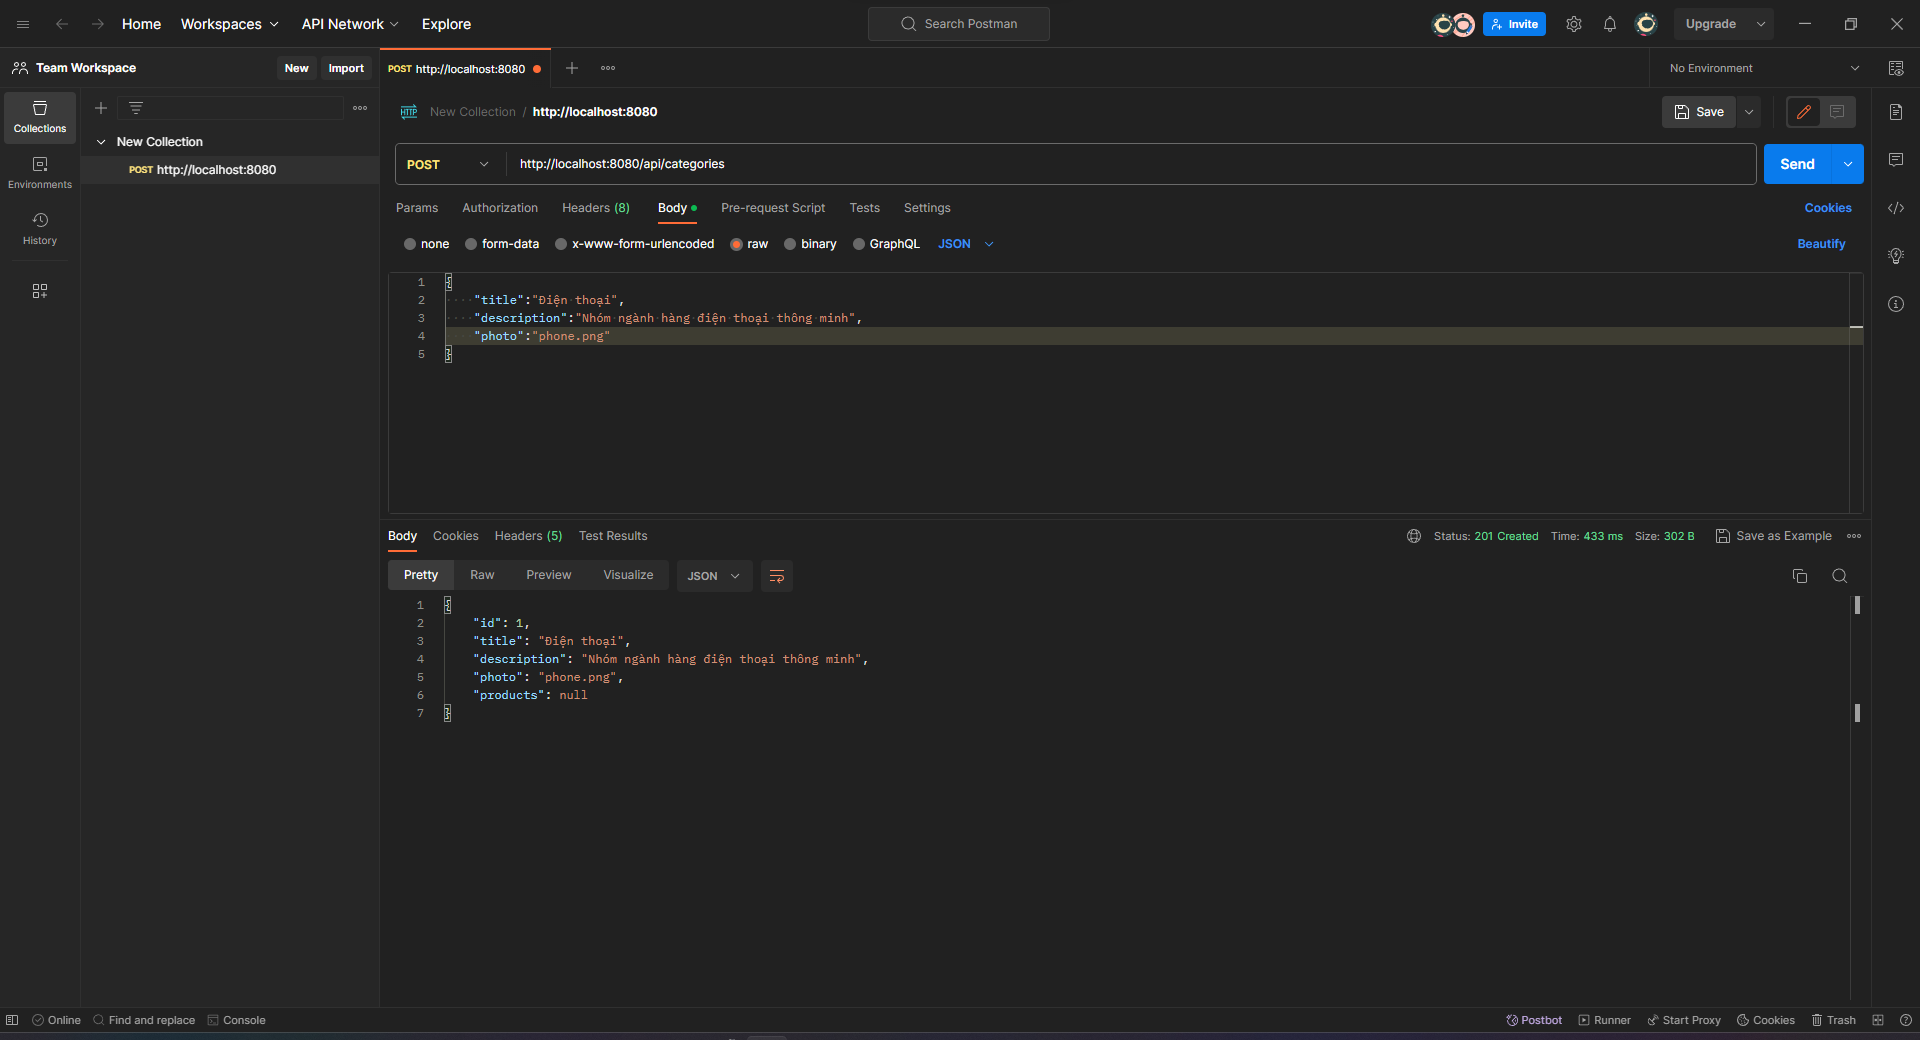 Home Workspaces API Network Explore Search Postman Invite Upgrade
Team Workspace New Import POST http://localhost:8080 No Environment
Collections
New Collection
POST http://localhost:8080
Environments
History
New Collection / http://localhost:8080 Save
POST http://localhost:8080/api/categories Send
Params Authorization Headers (8) Body Pre-request Script Tests Settings Cookies
none form-data x-www-form-urlencoded raw binary GraphQL JSON Beautify
1 {
2 "title":"Điện thoại",
3 "description":"Nhóm ngành hàng điện thoại thông minh",
4 "photo":"phone.png"
5 }
Body Cookies Headers (5) Test Results Status: 201 Created Time: 433 ms Size: 302 B Save as Example
Pretty Raw Preview Visualize JSON
1 {
2 "id": 1,
3 "title": "Điện thoại",
4 "description": "Nhóm ngành hàng điện thoại thông minh",
5 "photo": "phone.png",
6 "products": null
7 }
Online Find and replace Console Postbot Runner Start Proxy Cookies Trash